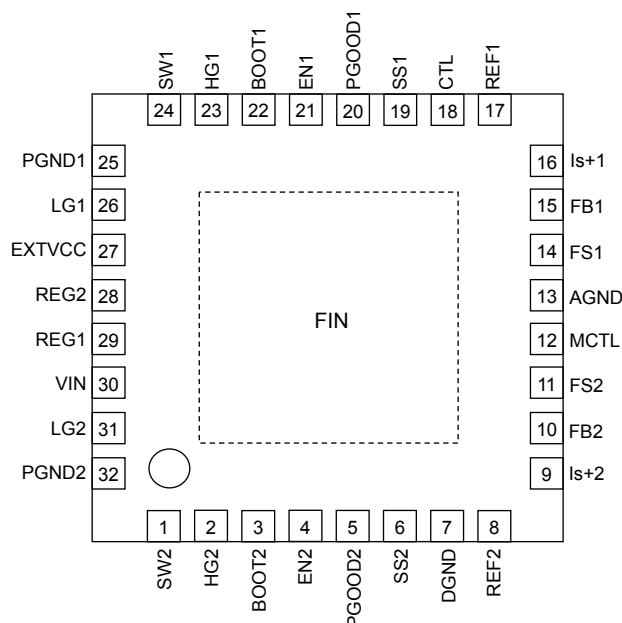 SW1 HG1 BOOT1 EN1 PGOOD1 SS1 CTL REF1
24 23 22 21 20 19 18 17
PGND1 25
LG1 26
EXTVCC 27
REG2 28
REG1 29
VIN 30
LG2 31
PGND2 32
FIN
16 Is+1
15 FB1
14 FS1
13 AGND
12 MCTL
11 FS2
10 FB2
9 Is+2
1 2 3 4 5 6 7 8
SW2 HG2 BOOT2 EN2 PGOOD2 SS2 DGND REF2